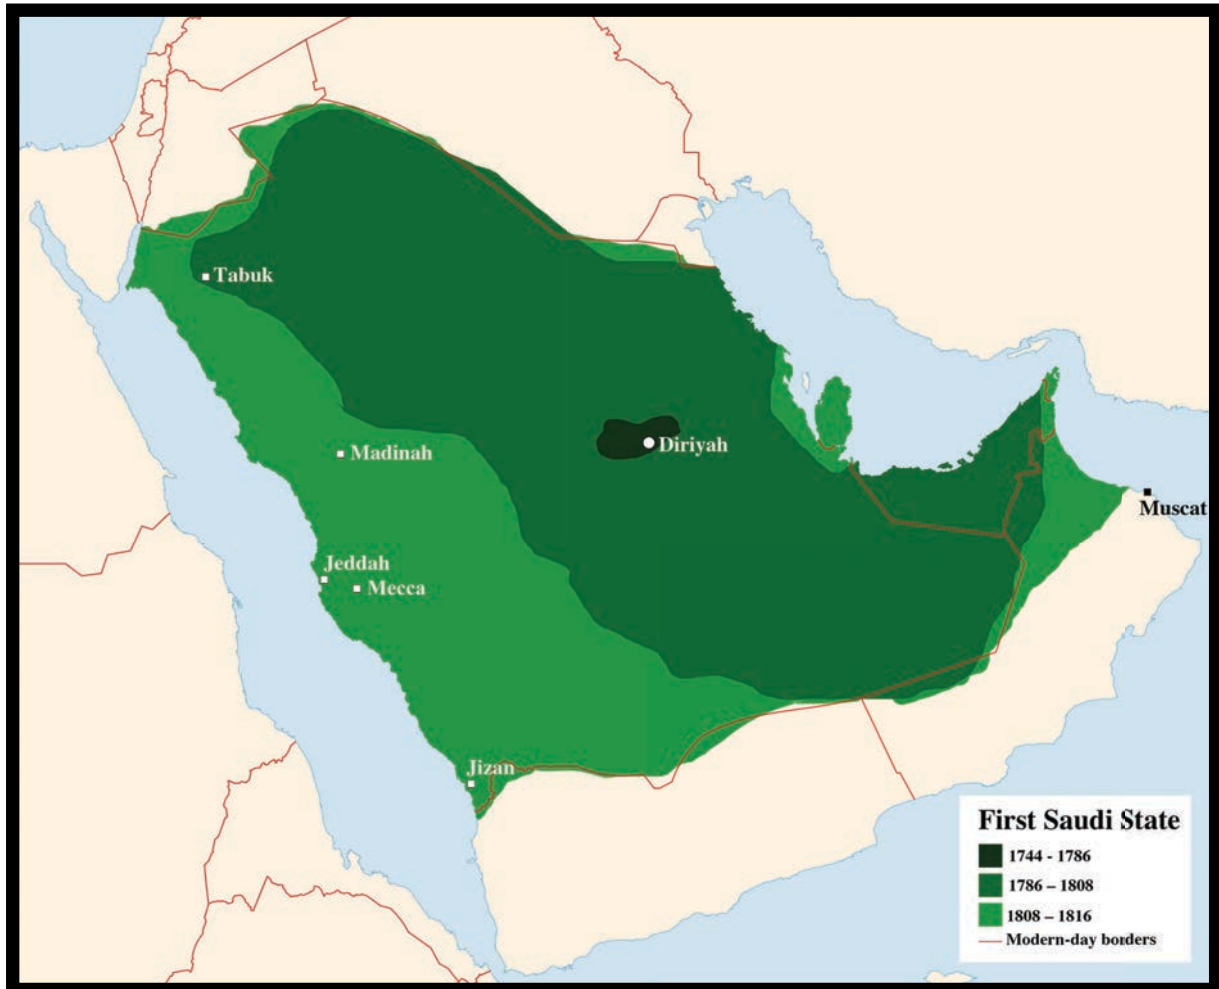 Tabuk
Madinah
Diriyah
Muscat
Jeddah
Mecca
Jizan
First Saudi State
1744 - 1786
1786 – 1808
1808 – 1816
Modern-day borders